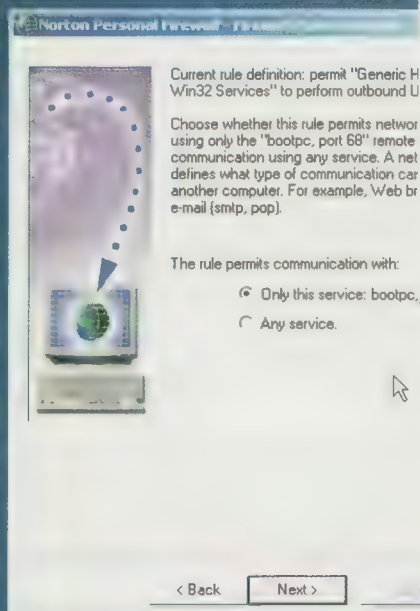 Norton Personal Firewall
Current rule definition: permit "Generic H
Win32 Services" to perform outbound U
Choose whether this rule permits networ
using only the "bootpc, port 68" remote
communication using any service. A net
defines what type of communication car
another computer. For example, Web br
e-mail (smtp, pop).
The rule permits communication with:
Only this service: bootpc,
Any service.
< Back
Next >